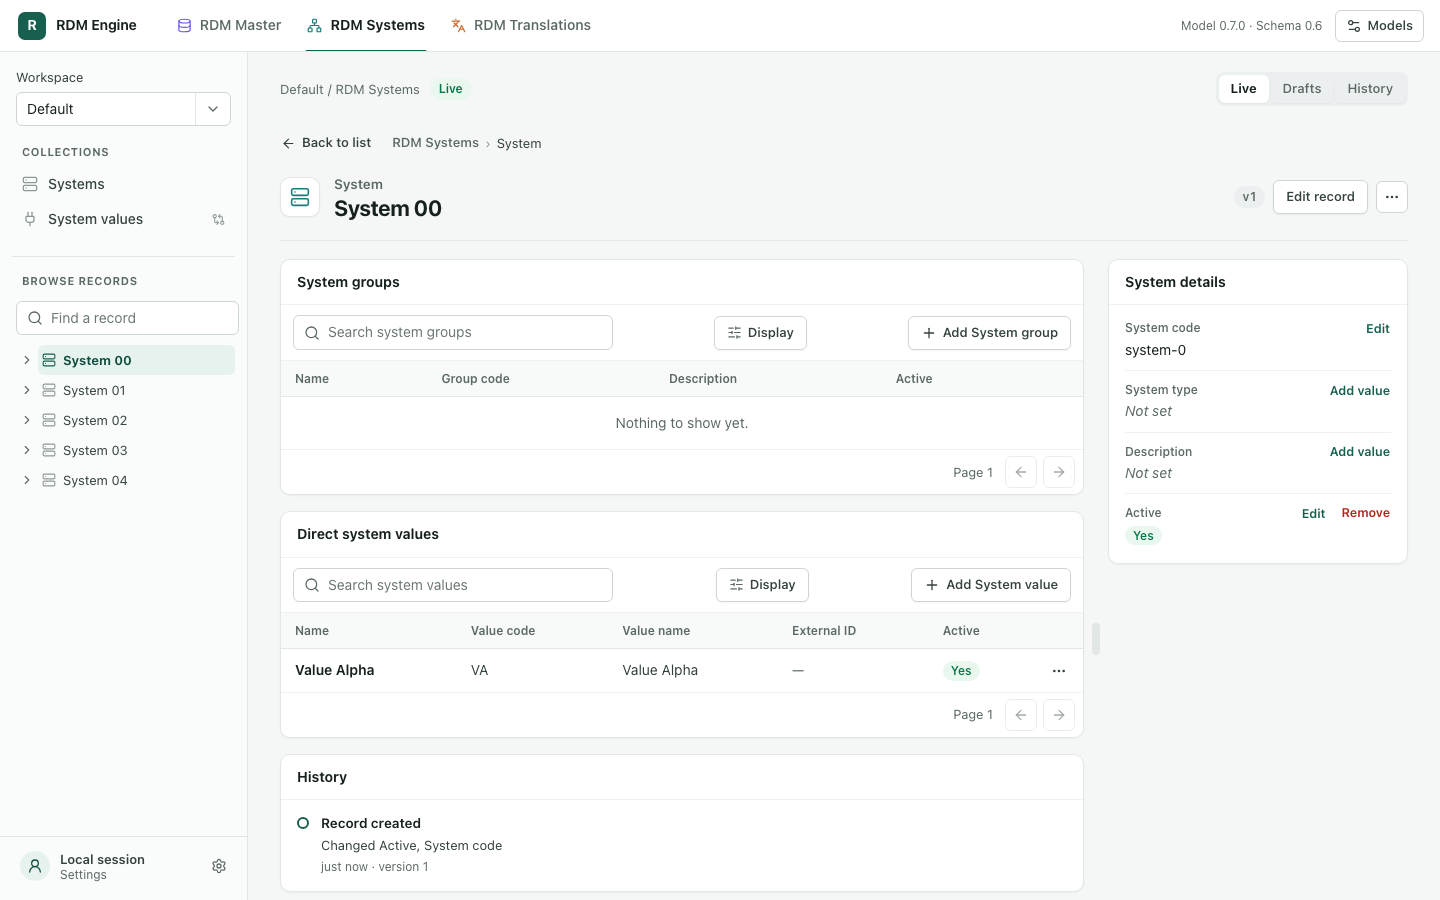 R RDM Engine RDM Master RDM Systems RDM Translations Model 0.7.0 · Schema 0.6 Models
Workspace
Default
COLLECTIONS
Systems
System values
BROWSE RECORDS
Find a record
System 00
System 01
System 02
System 03
System 04
Local session
Settings
Default / RDM Systems Live
Live Drafts History
Back to list RDM Systems › System
System
System 00
v1 Edit record
System groups
Search system groups Display Add System group
Name Group code Description Active
Nothing to show yet.
Page 1
Direct system values
Search system values Display Add System value
Name Value code Value name External ID Active
Value Alpha VA Value Alpha — Yes
Page 1
History
Record created
Changed Active, System code
just now · version 1
System details
System code Edit
system-0
System type Add value
Not set
Description Add value
Not set
Active Edit Remove
Yes